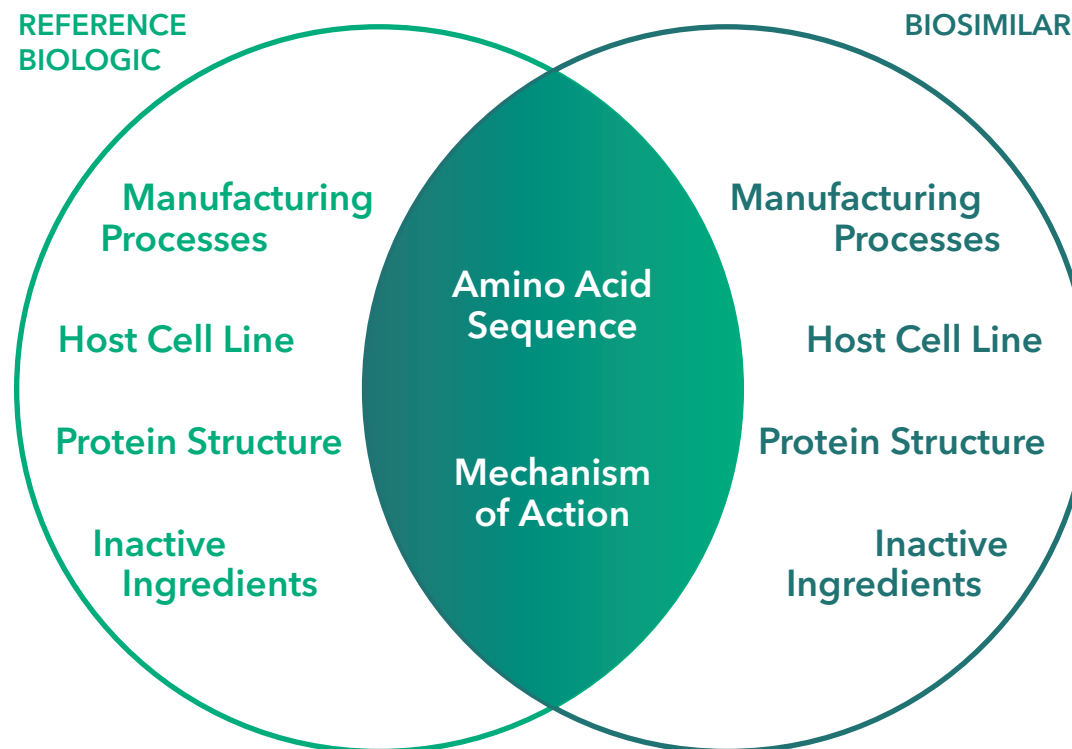 REFERENCE
BIOLOGIC
BIOSIMILAR
Manufacturing
Processes
Host Cell Line
Protein Structure
Inactive
Ingredients
Amino Acid
Sequence
Mechanism
of Action
Manufacturing
Processes
Host Cell Line
Protein Structure
Inactive
Ingredients